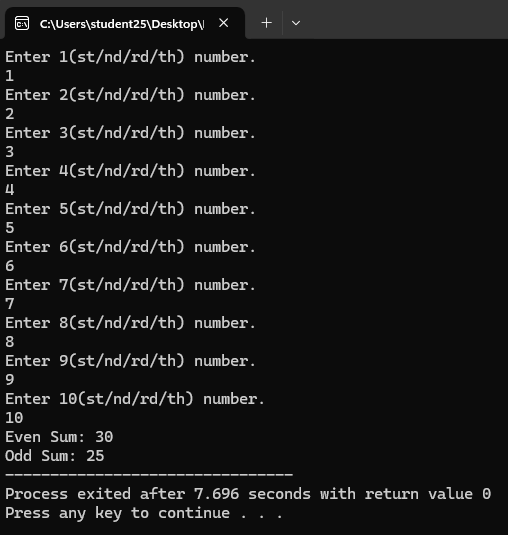 C:\Users\student25\Desktop\
Enter 1(st/nd/rd/th) number.
1
Enter 2(st/nd/rd/th) number.
2
Enter 3(st/nd/rd/th) number.
3
Enter 4(st/nd/rd/th) number.
4
Enter 5(st/nd/rd/th) number.
5
Enter 6(st/nd/rd/th) number.
6
Enter 7(st/nd/rd/th) number.
7
Enter 8(st/nd/rd/th) number.
8
Enter 9(st/nd/rd/th) number.
9
Enter 10(st/nd/rd/th) number.
10
Even Sum: 30
Odd Sum: 25
--------------------------------
Process exited after 7.696 seconds with return value 0
Press any key to continue . . .